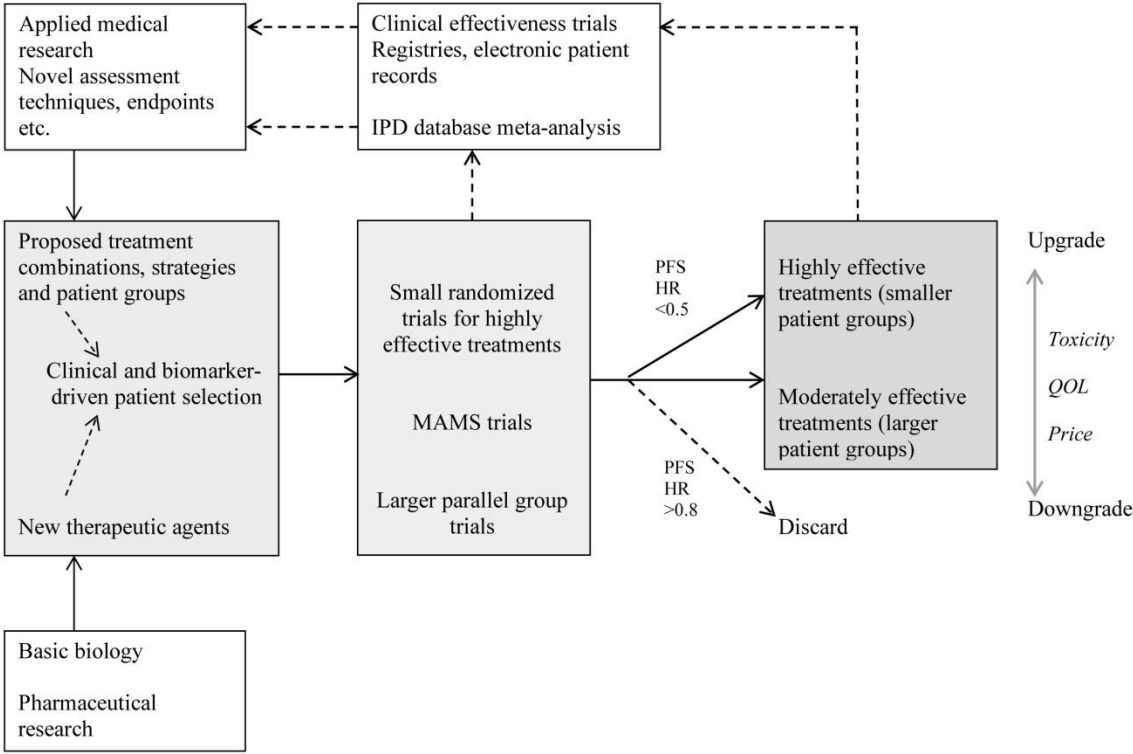 Applied medical
research
Novel assessment
techniques, endpoints
etc.
Clinical effectiveness trials
Registries, electronic patient
records
IPD database meta-analysis
Proposed treatment
combinations, strategies
and patient groups
Clinical and biomarker-
driven patient selection
New therapeutic agents
Small randomized
trials for highly
effective treatments
MAMS trials
Larger parallel group
trials
PFS
HR
<0.5
PFS
HR
>0.8
Highly effective
treatments (smaller
patient groups)
Moderately effective
treatments (larger
patient groups)
Discard
Upgrade
Toxicity
QOL
Price
Downgrade
Basic biology
Pharmaceutical
research